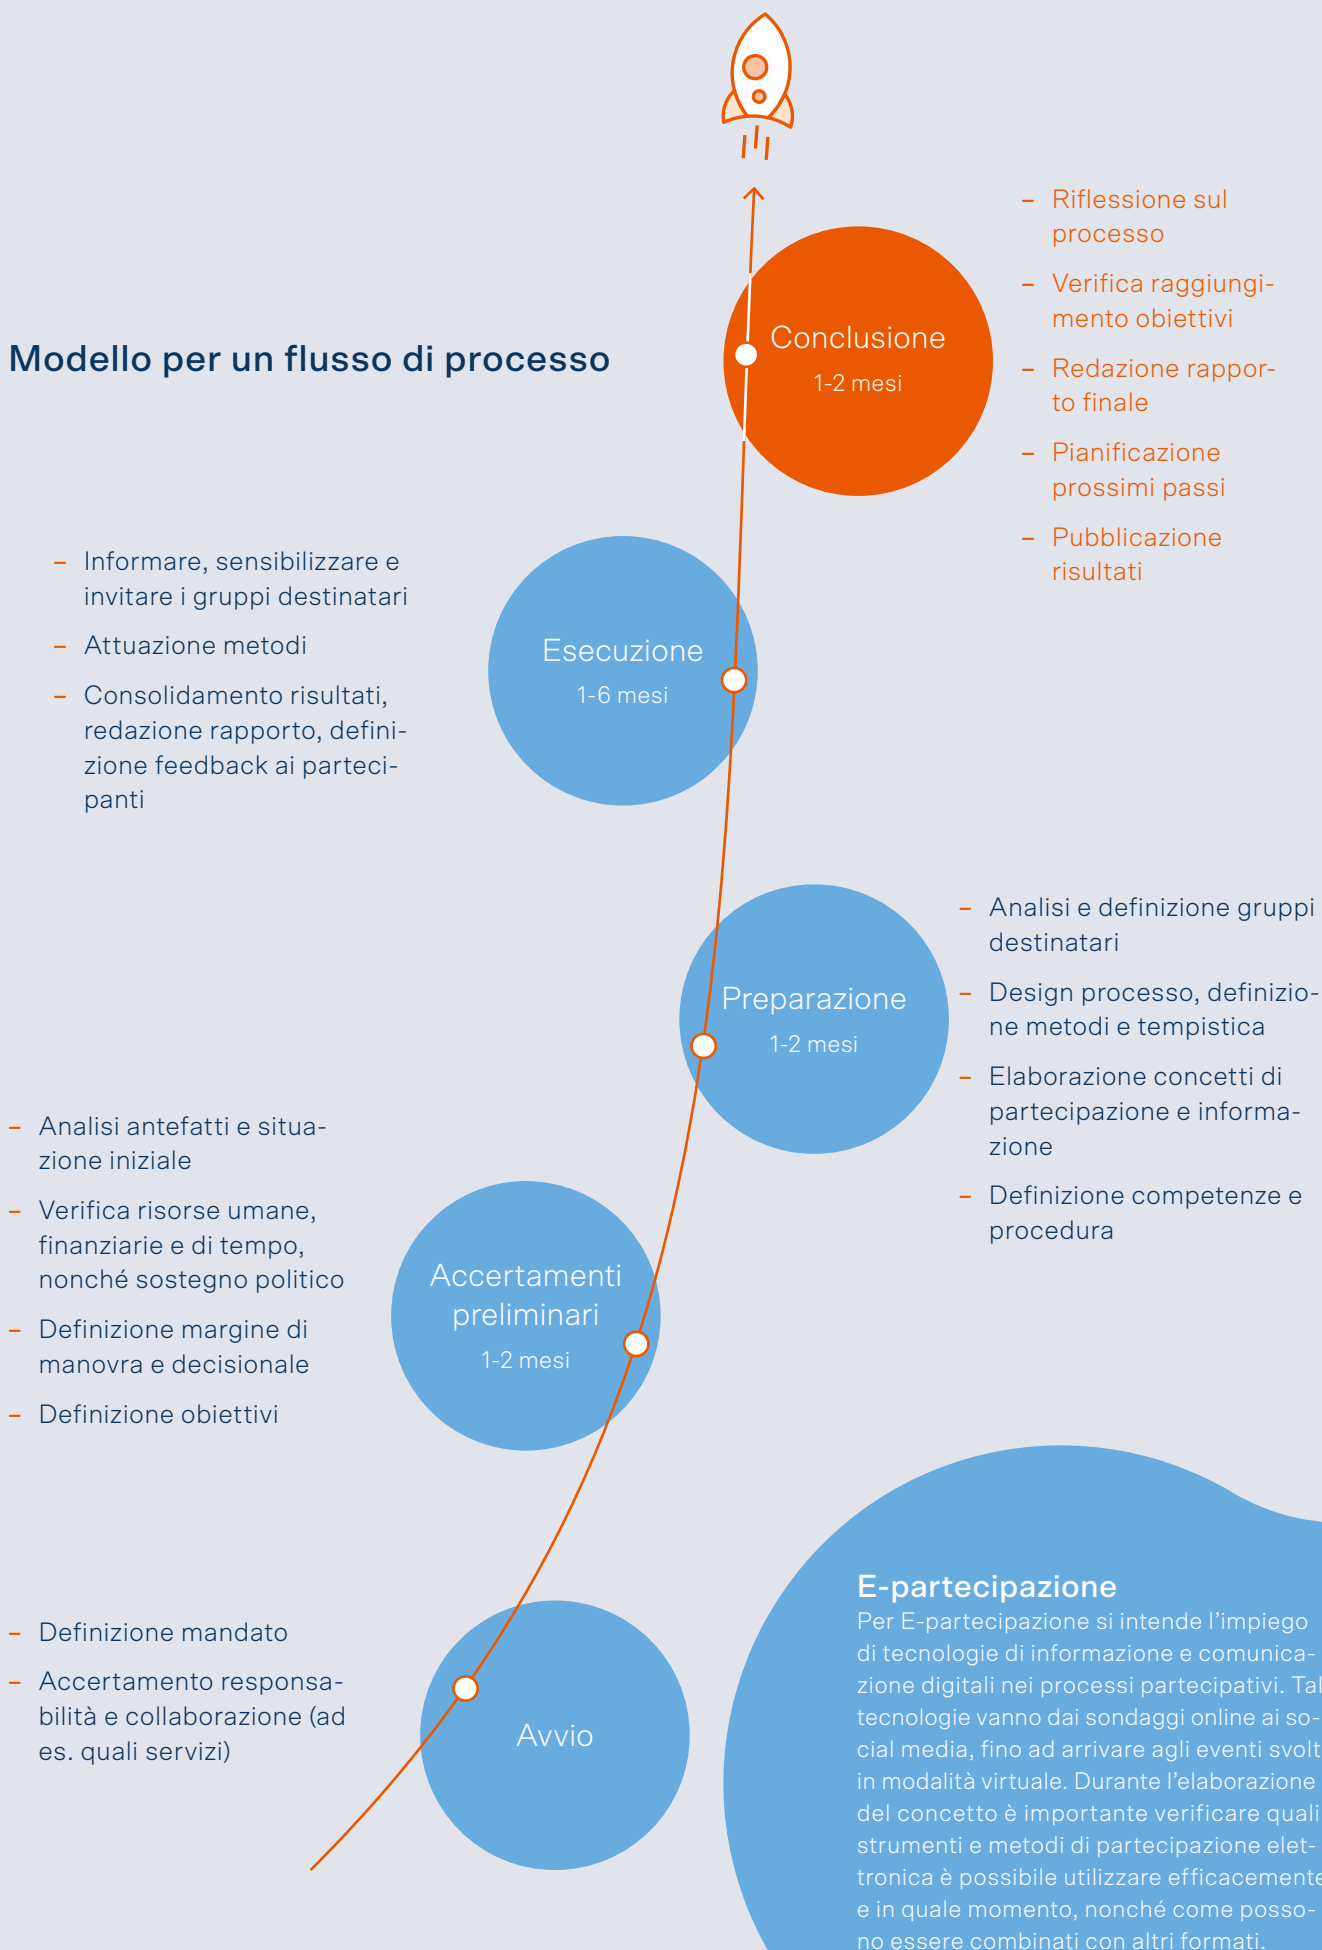 Modello per un flusso di processo
Conclusione
1-2 mesi
– Riflessione sul
processo
– Verifica raggiungi-
mento obiettivi
– Redazione rappor-
to finale
– Pianificazione
prossimi passi
– Pubblicazione
risultati
– Informare, sensibilizzare e
invitare i gruppi destinatari
– Attuazione metodi
– Consolidamento risultati,
redazione rapporto, defini-
zione feedback ai parteci-
panti
Esecuzione
1-6 mesi
Preparazione
1-2 mesi
– Analisi e definizione gruppi
destinatari
– Design processo, definizio-
ne metodi e tempistica
– Elaborazione concetti di
partecipazione e informa-
zione
– Definizione competenze e
procedura
– Analisi antefatti e situa-
zione iniziale
– Verifica risorse umane,
finanziarie e di tempo,
nonché sostegno politico
– Definizione margine di
manovra e decisionale
– Definizione obiettivi
Accertamenti
preliminari
1-2 mesi
– Definizione mandato
– Accertamento responsa-
bilità e collaborazione (ad
es. quali servizi)
Avvio
E-partecipazione
Per E-partecipazione si intende l’impiego
di tecnologie di informazione e comunica-
zione digitali nei processi partecipativi. Tal
tecnologie vanno dai sondaggi online ai so-
cial media, fino ad arrivare agli eventi svolt
in modalità virtuale. Durante l’elaborazione
del concetto è importante verificare quali
strumenti e metodi di partecipazione elet-
tronica è possibile utilizzare efficacemente
e in quale momento, nonché come posso-
no essere combinati con altri formati.